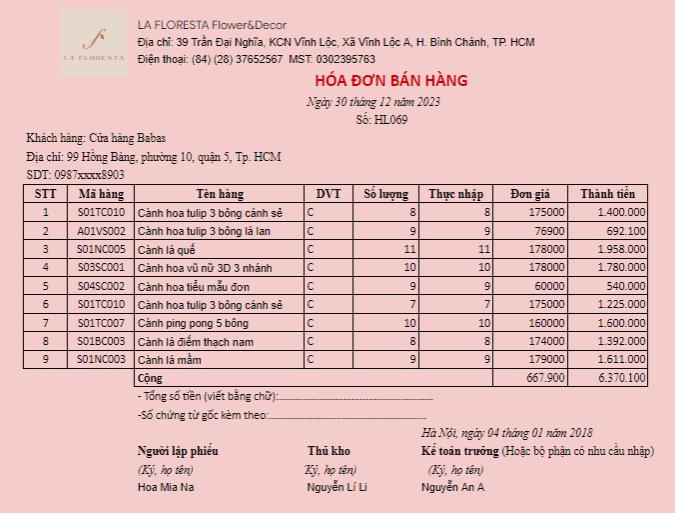 LA FLORESTA
LA FLORESTA Flower&Decor
Địa chỉ: 39 Trần Đại Nghĩa, KCN Vĩnh Lộc, Xã Vĩnh Lộc A, H. Bình Chánh, TP. HCM
Điện thoại: (84) (28) 37652567 MST: 0302395763
HÓA ĐƠN BÁN HÀNG
Ngày 30 tháng 12 năm 2023
Số: HL069
Khách hàng: Cửa hàng Babas
Địa chỉ: 99 Hồng Bàng, phường 10, quận 5, Tp. HCM
SDT: 0987xxxx8903
STT Mã hàng Tên hàng DVT Số lượng Thực nhập Đơn giá Thành tiền
1 S01TC010 Cành hoa tulip 3 bông cánh sẻ C 8 8 175000 1.400.000
2 A01VS002 Cành hoa tulip 3 bông lá lan C 9 9 76900 692.100
3 S01NC005 Cành lá quế C 11 11 178000 1.958.000
4 S03SC001 Cành hoa vũ nữ 3D 3 nhánh C 10 10 178000 1.780.000
5 S04SC002 Cành hoa tiểu mẫu đơn C 9 9 60000 540.000
6 S01TC010 Cành hoa tulip 3 bông cánh sẻ C 7 7 175000 1.225.000
7 S01TC007 Cành ping pong 5 bông C 10 10 160000 1.600.000
8 S01BC003 Cành lá điểm thạch nam C 8 8 174000 1.392.000
9 S01NC003 Cành lá mầm C 9 9 179000 1.611.000
Cộng 667.900 6.370.100
- Tổng số tiền (viết bằng chữ):..........................................................
-Số chứng từ gốc kèm theo:..........................................................
Hà Nội, ngày 04 tháng 01 năm 2018
Người lập phiếu Thủ kho Kế toán trưởng (Hoặc bộ phận có nhu cầu nhập)
(Ký, họ tên) (Ký, họ tên) (Ký, họ tên)
Hoa Mia Na Nguyễn Lí Li Nguyễn An A